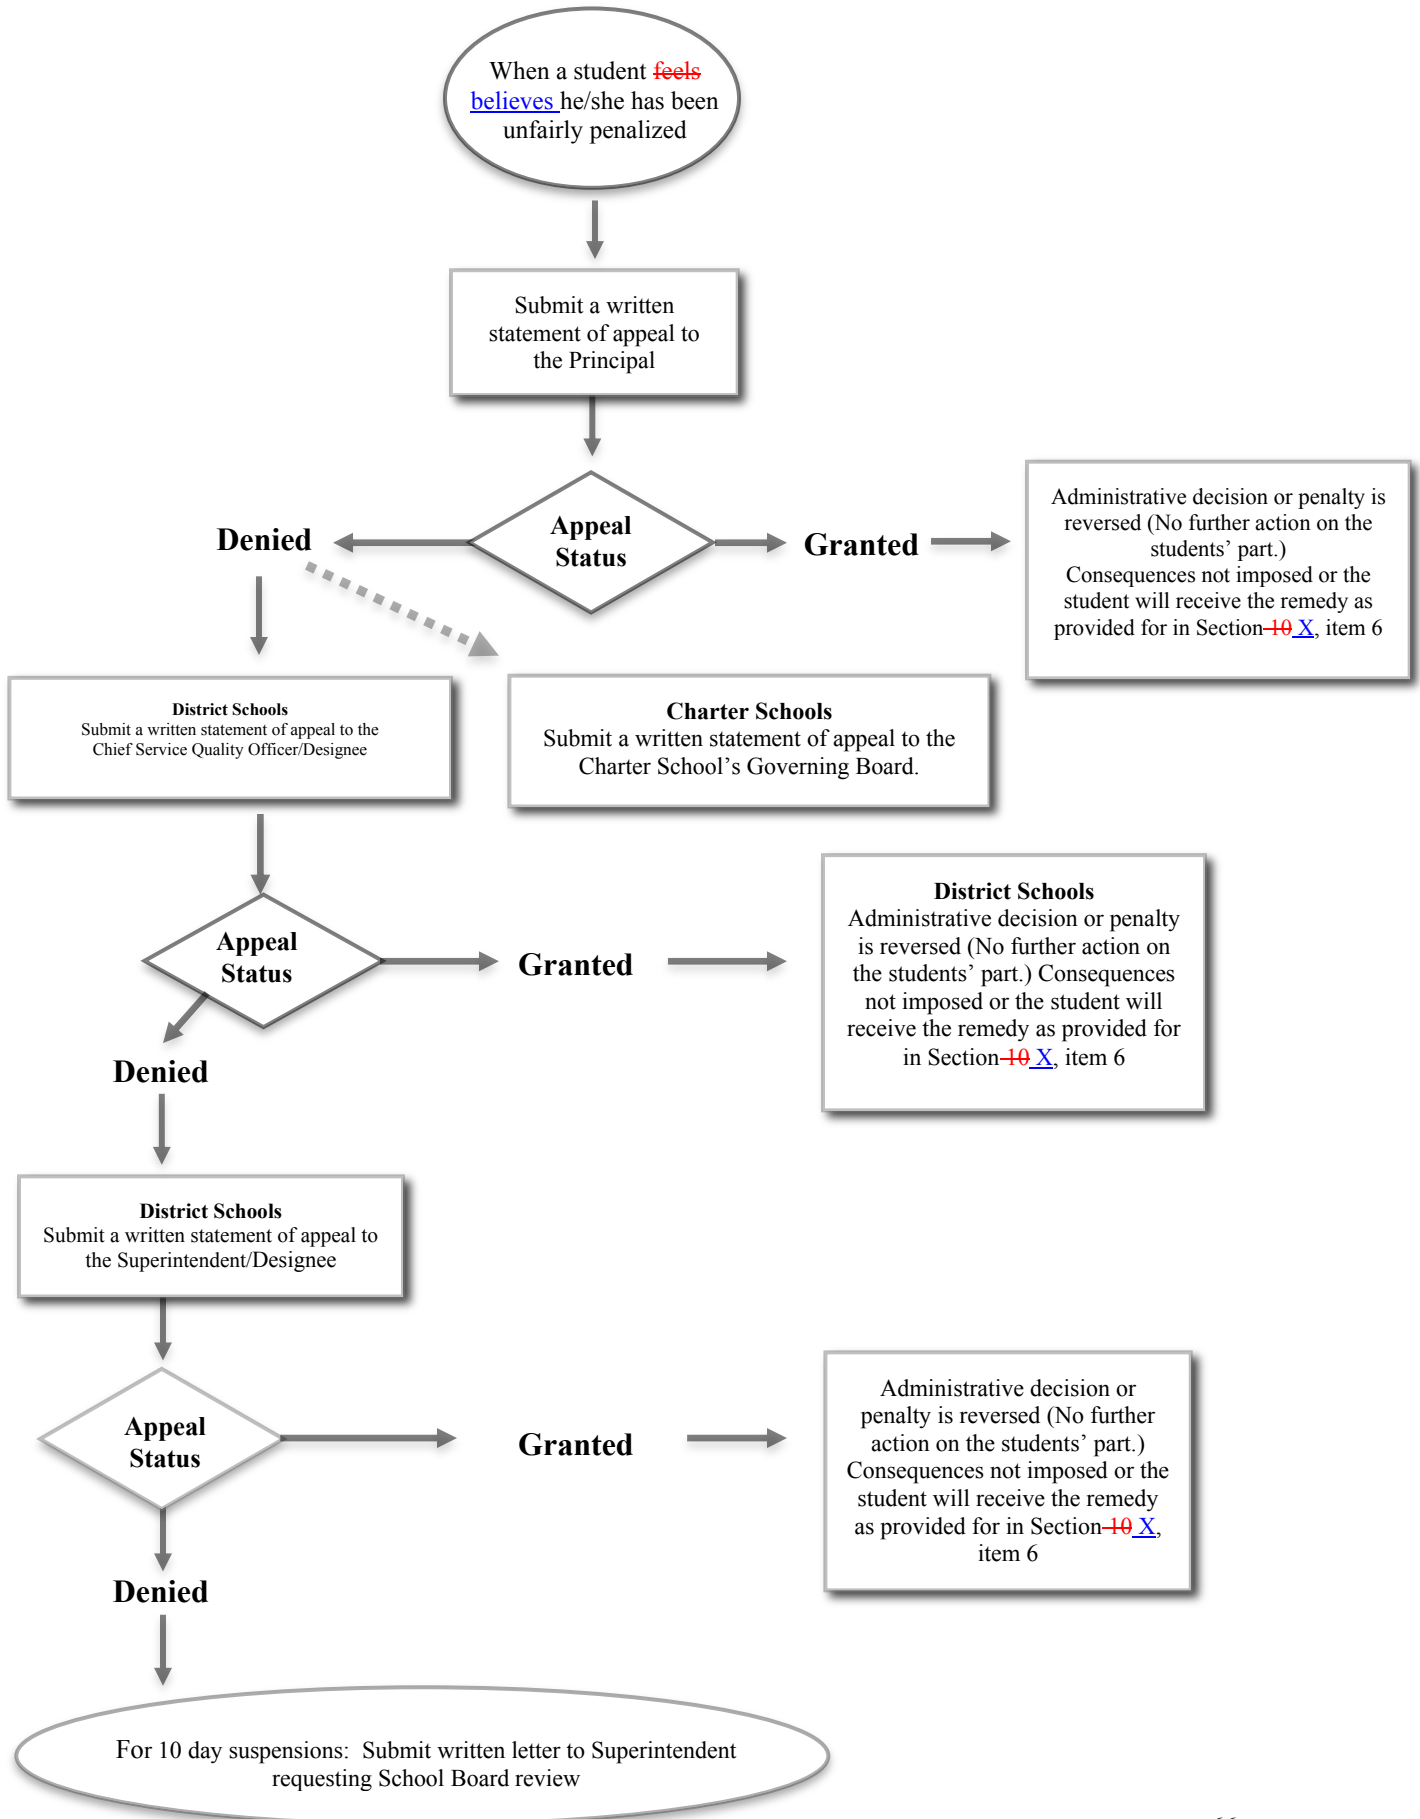 When a student feels
believes he/she has been
unfairly penalized
Submit a written
statement of appeal to
the Principal
Appeal
Status
Denied
Granted
Administrative decision or penalty is
reversed (No further action on the
students’ part.)
Consequences not imposed or the
student will receive the remedy as
provided for in Section 10 X, item 6
District Schools
Submit a written statement of appeal to the
Chief Service Quality Officer/Designee
Charter Schools
Submit a written statement of appeal to the
Charter School’s Governing Board.
Appeal
Status
Granted
District Schools
Administrative decision or penalty
is reversed (No further action on
the students’ part.) Consequences
not imposed or the student will
receive the remedy as provided for
in Section 10 X, item 6
Denied
District Schools
Submit a written statement of appeal to
the Superintendent/Designee
Appeal
Status
Granted
Administrative decision or
penalty is reversed (No further
action on the students’ part.)
Consequences not imposed or the
student will receive the remedy
as provided for in Section 10 X,
item 6
Denied
For 10 day suspensions:  Submit written letter to Superintendent
requesting School Board review